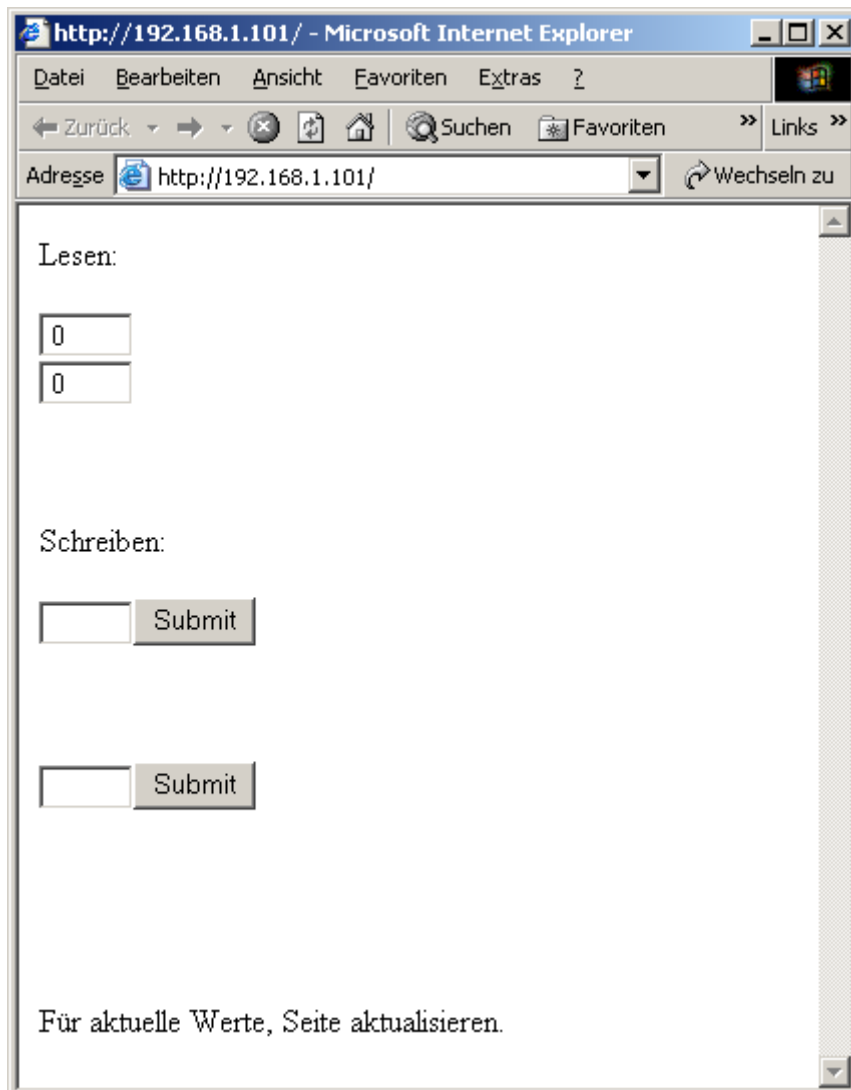 http://192.168.1.101/ - Microsoft Internet Explorer
Datei Bearbeiten Ansicht Favoriten Extras ?
Zurück Suchen Favoriten » Links »
Adresse http://192.168.1.101/ Wechseln zu
Lesen:
0
0
Schreiben:
Submit
Submit
Für aktuelle Werte, Seite aktualisieren.